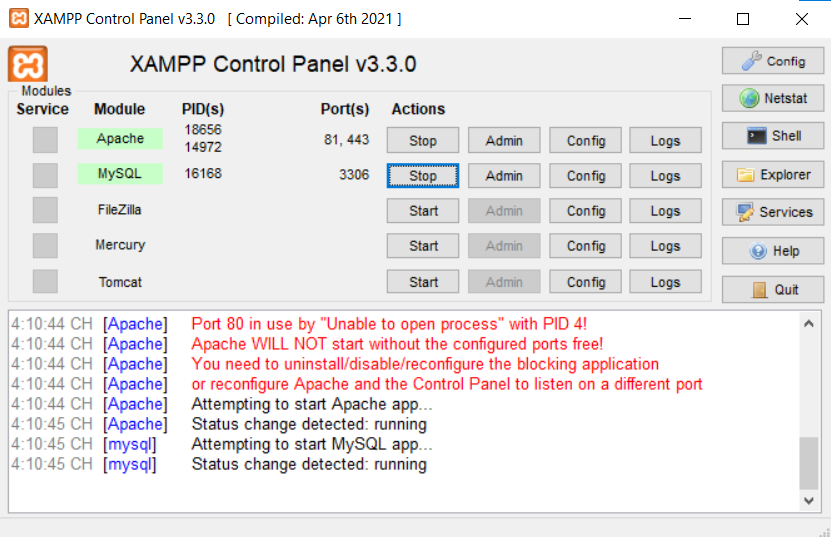 XAMPP Control Panel v3.3.0 [ Compiled: Apr 6th 2021 ]
XAMPP Control Panel v3.3.0
Config
Modules
Service Module PID(s) Port(s) Actions
Netstat
Apache 18656 14972 81, 443 Stop Admin Config Logs
Shell
MySQL 16168 3306 Stop Admin Config Logs
Explorer
FileZilla Start Admin Config Logs
Services
Mercury Start Admin Config Logs
Help
Tomcat Start Admin Config Logs
Quit
4:10:44 CH [Apache] Port 80 in use by "Unable to open process" with PID 4!
4:10:44 CH [Apache] Apache WILL NOT start without the configured ports free!
4:10:44 CH [Apache] You need to uninstall/disable/reconfigure the blocking application
4:10:44 CH [Apache] or reconfigure Apache and the Control Panel to listen on a different port
4:10:44 CH [Apache] Attempting to start Apache app...
4:10:45 CH [Apache] Status change detected: running
4:10:45 CH [mysql] Attempting to start MySQL app...
4:10:45 CH [mysql] Status change detected: running